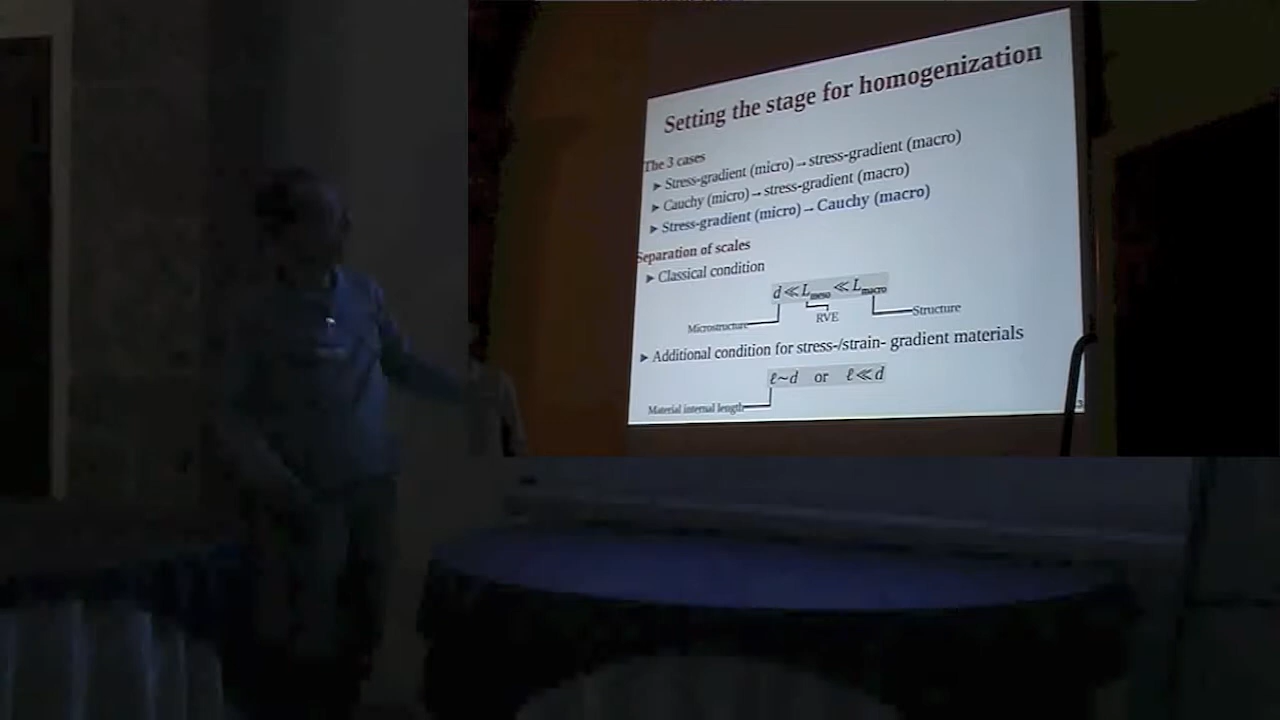 Setting the stage for homogenization
The 3 cases
► Stress-gradient (micro) → stress-gradient (macro)
► Cauchy (micro) → stress-gradient (macro)
► Stress-gradient (micro) → Cauchy (macro)
Separation of scales
► Classical condition
d ≪ L_meso ≪ L_macro
Microstructure RVE Structure
► Additional condition for stress-/strain- gradient materials
ℓ~d or ℓ≪d
Material internal length
3